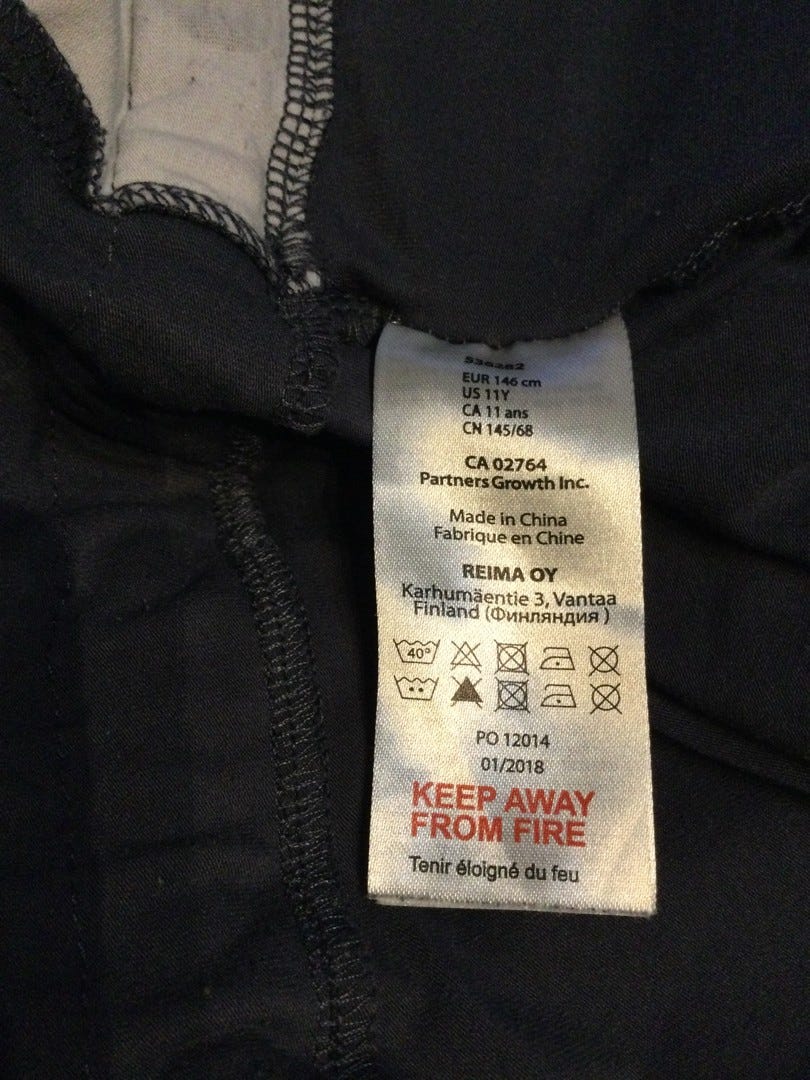 536282
EUR 146 cm
US 11Y
CA 11 ans
CN 145/68
CA 02764
Partners Growth Inc.
Made in China
Fabrique en Chine
REIMA OY
Karhumäentie 3, Vantaa
Finland (Финляндия )
40°
PO 12014
01/2018
KEEP AWAY
FROM FIRE
Tenir éloigné du feu